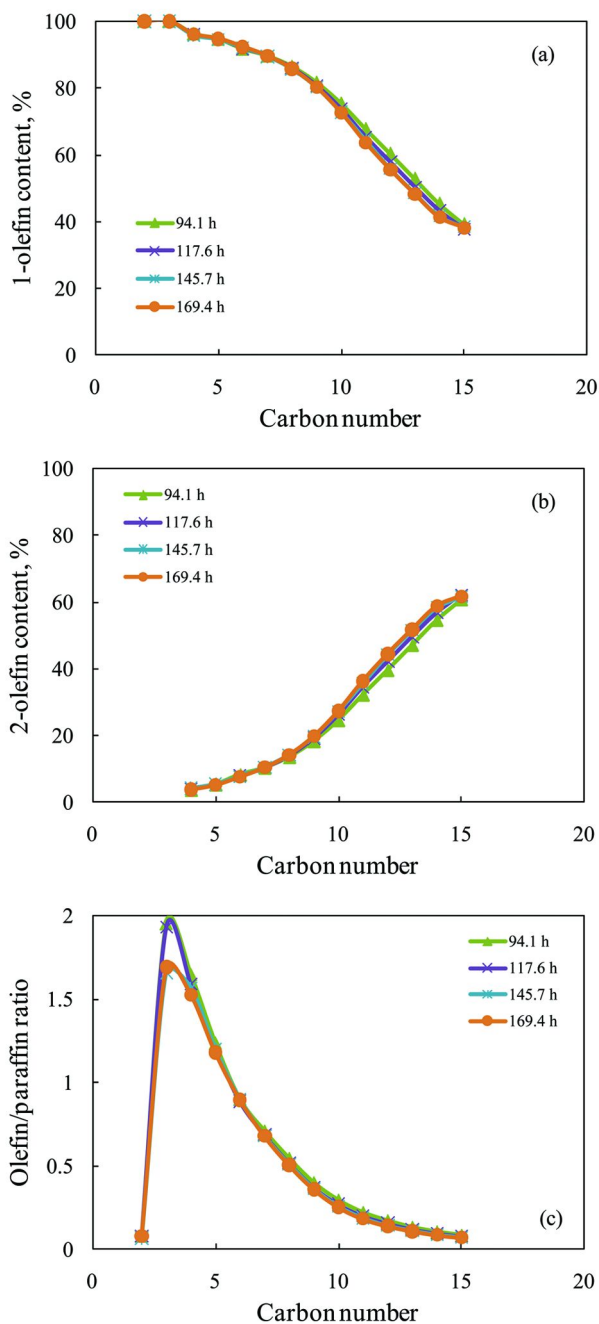 100
(a)
80
60
40
20
0
1-olefin content, %
94.1 h
117.6 h
145.7 h
169.4 h
0 5 10 15 20
Carbon number
100
(b)
80
60
40
20
0
2-olefin content, %
94.1 h
117.6 h
145.7 h
169.4 h
0 5 10 15 20
Carbon number
2
1.5
1
0.5
0
Olefin/paraffin ratio
94.1 h
117.6 h
145.7 h
169.4 h
(c)
0 5 10 15 20
Carbon number